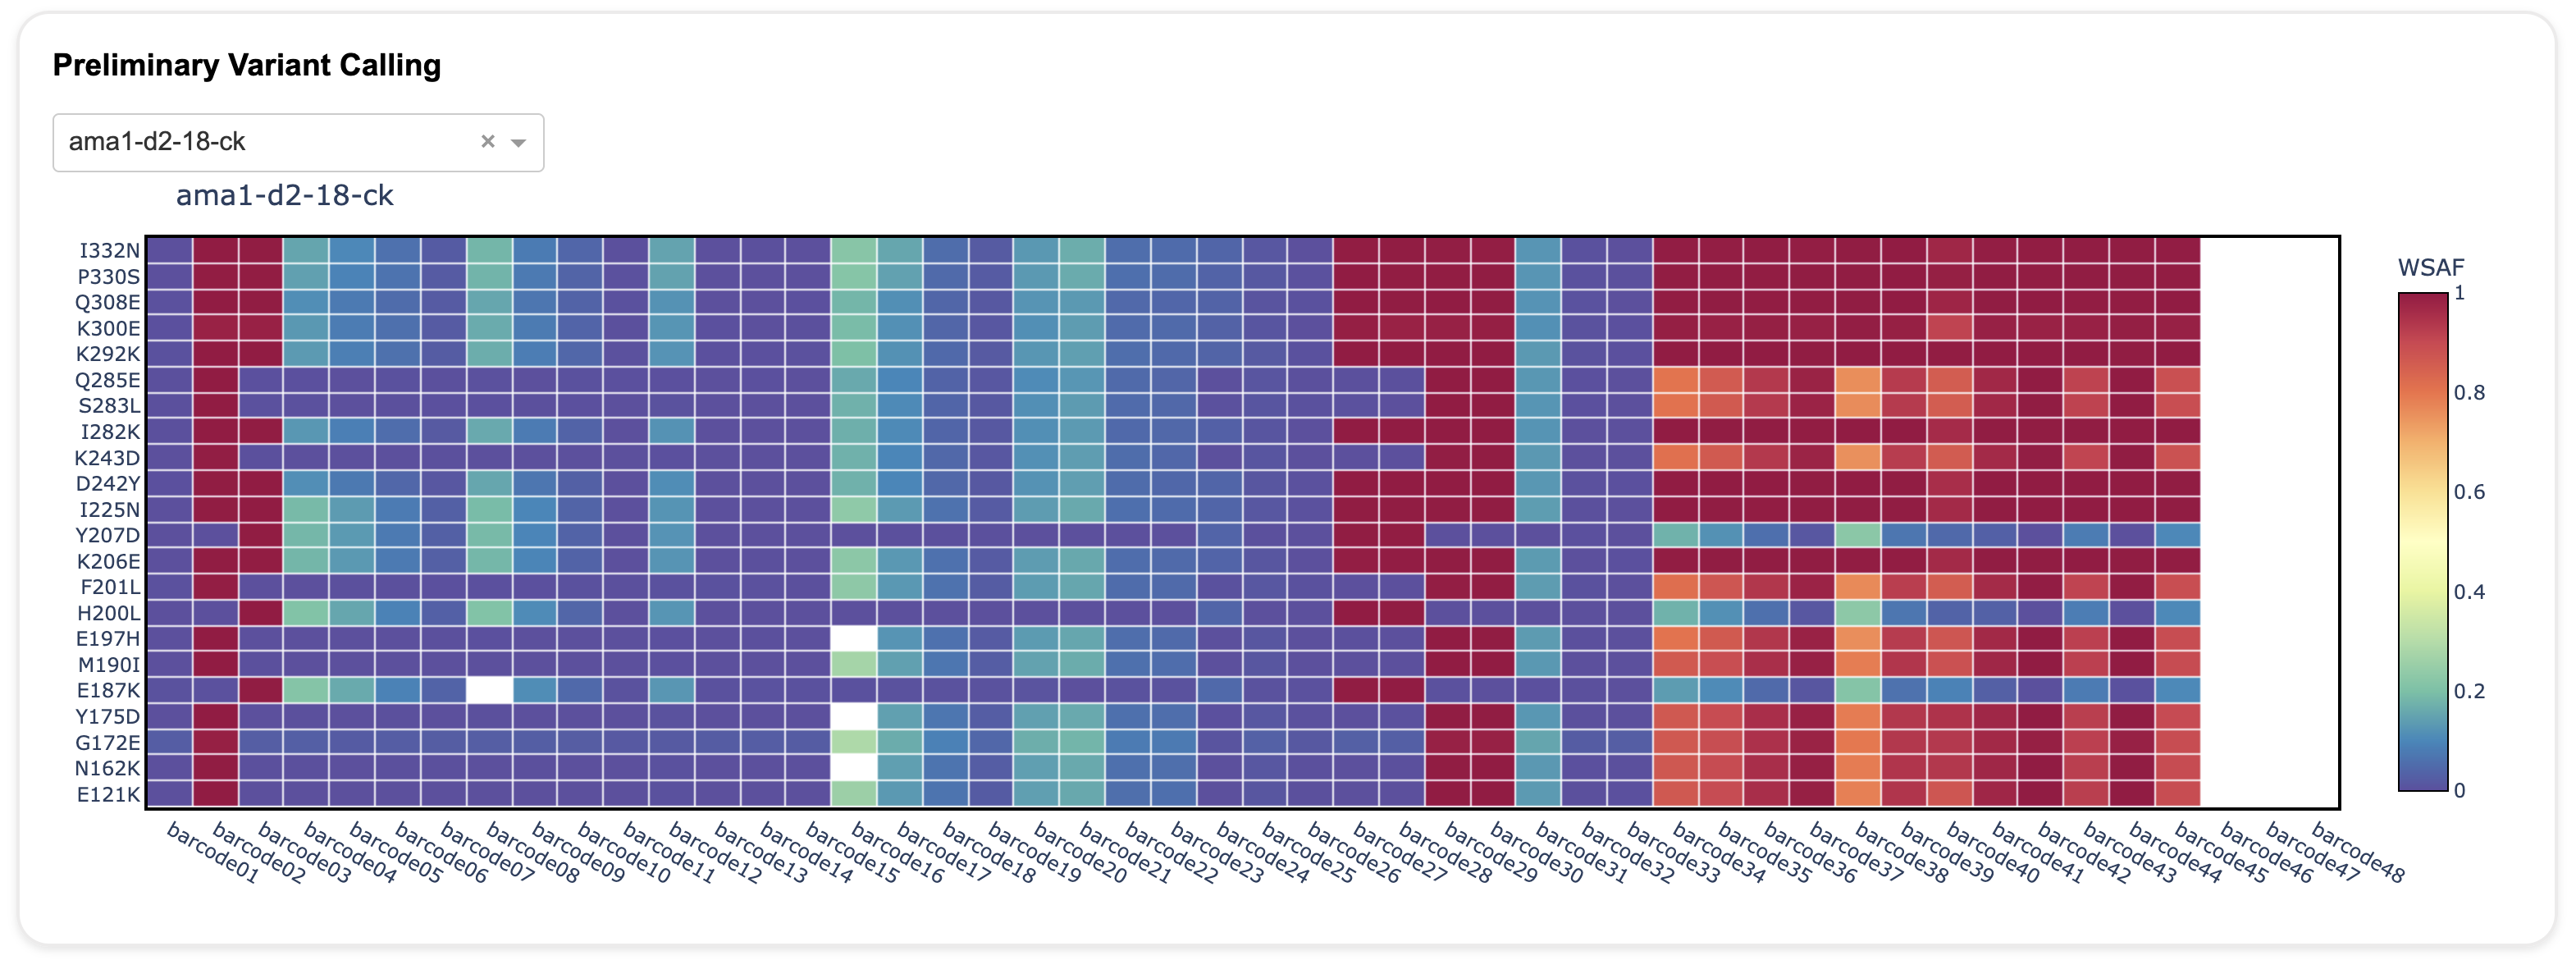 Preliminary Variant Calling
ama1-d2-18-ck
ama1-d2-18-ck
I332N
P330S
Q308E
K300E
K292K
Q285E
S283L
I282K
K243D
D242Y
I225N
Y207D
K206E
F201L
H200L
E197H
M190I
E187K
Y175D
G172E
N162K
E121K
WSAF
1
0.8
0.6
0.4
0.2
0
barcode01
barcode02
barcode03
barcode04
barcode05
barcode06
barcode07
barcode08
barcode09
barcode10
barcode11
barcode12
barcode13
barcode14
barcode15
barcode16
barcode17
barcode18
barcode19
barcode20
barcode21
barcode22
barcode23
barcode24
barcode25
barcode26
barcode27
barcode28
barcode29
barcode30
barcode31
barcode32
barcode33
barcode34
barcode35
barcode36
barcode37
barcode38
barcode39
barcode40
barcode41
barcode42
barcode43
barcode44
barcode45
barcode46
barcode47
barcode48